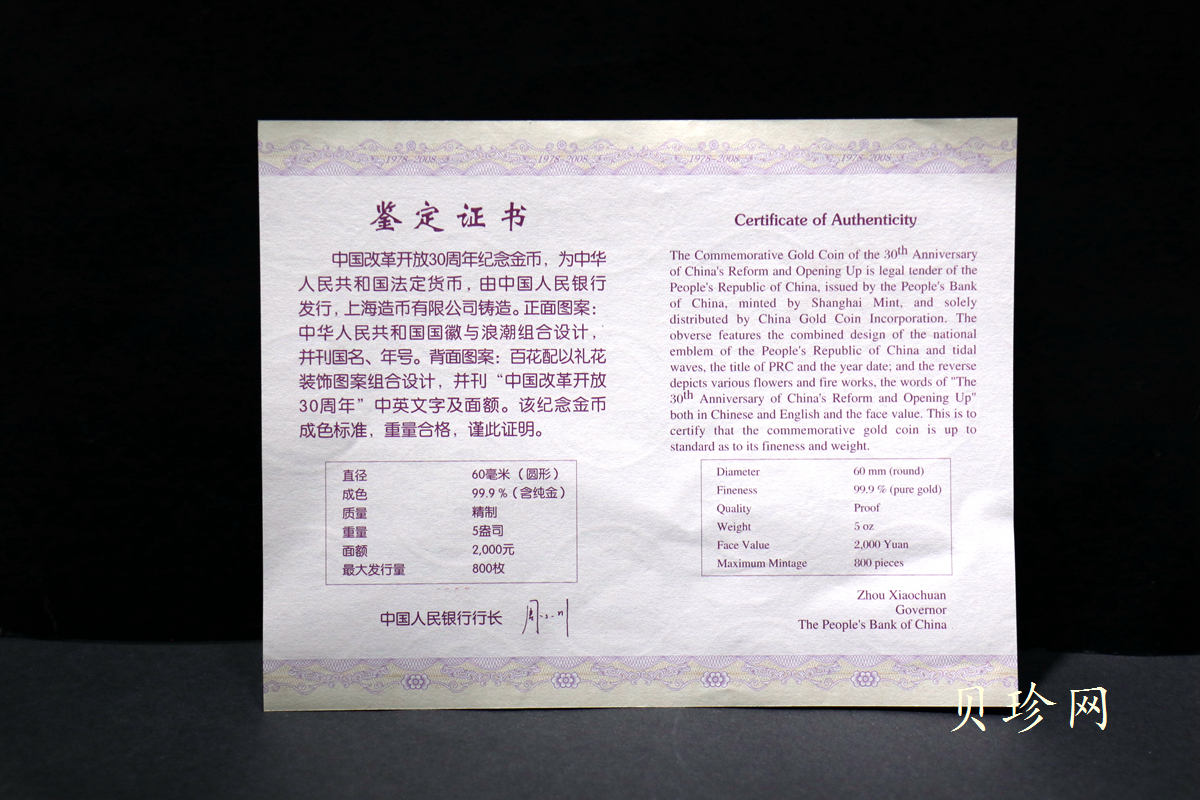 1978-2008 1978-2008 1978-2008 1978-2008
鉴定证书
中国改革开放30周年纪念金币，为中华
人民共和国法定货币，由中国人民银行
发行，上海造币有限公司铸造。正面图案：
中华人民共和国国徽与浪潮组合设计，
并刊国名、年号。背面图案：百花配以礼花
装饰图案组合设计，并刊“中国改革开放
30周年”中英文字及面额。该纪念金币
成色标准，重量合格，谨此证明。
直径 60毫米（圆形）
成色 99.9％（含纯金）
质量 精制
重量 5盎司
面额 2,000元
最大发行量 800枚
中国人民银行行长
Certificate of Authenticity
The Commemorative Gold Coin of the 30th Anniversary
of China's Reform and Opening Up is legal tender of the
People's Republic of China, issued by the People's Bank
of China, minted by Shanghai Mint, and solely
distributed by China Gold Coin Incorporation. The
obverse features the combined design of the national
emblem of the People's Republic of China and tidal
waves, the title of PRC and the year date; and the reverse
depicts various flowers and fire works, the words of "The
30th Anniversary of China's Reform and Opening Up"
both in Chinese and English and the face value. This is to
certify that the commemorative gold coin is up to
standard as to its fineness and weight.
Diameter 60 mm (round)
Fineness 99.9 % (pure gold)
Quality Proof
Weight 5 oz
Face Value 2,000 Yuan
Maximum Mintage 800 pieces
Zhou Xiaochuan
Governor
The People's Bank of China
贝珍网